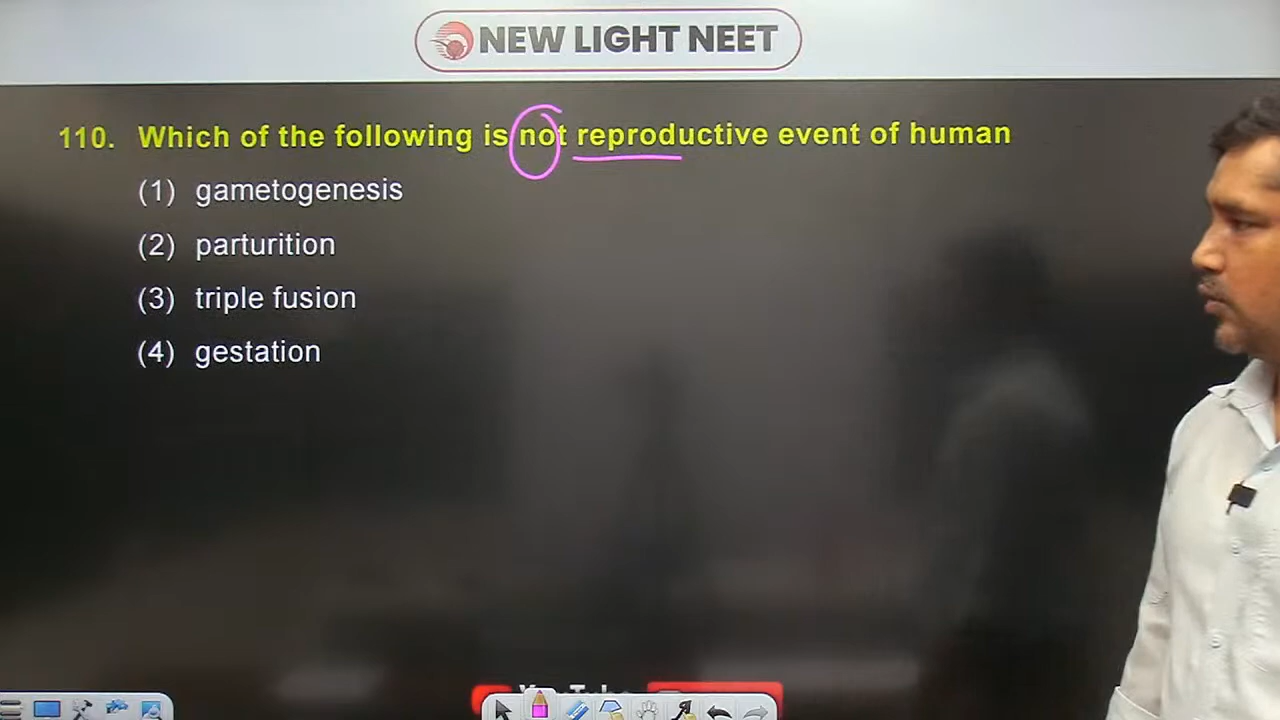 NEW LIGHT NEET
110. Which of the following is not reproductive event of human
(1) gametogenesis
(2) parturition
(3) triple fusion
(4) gestation